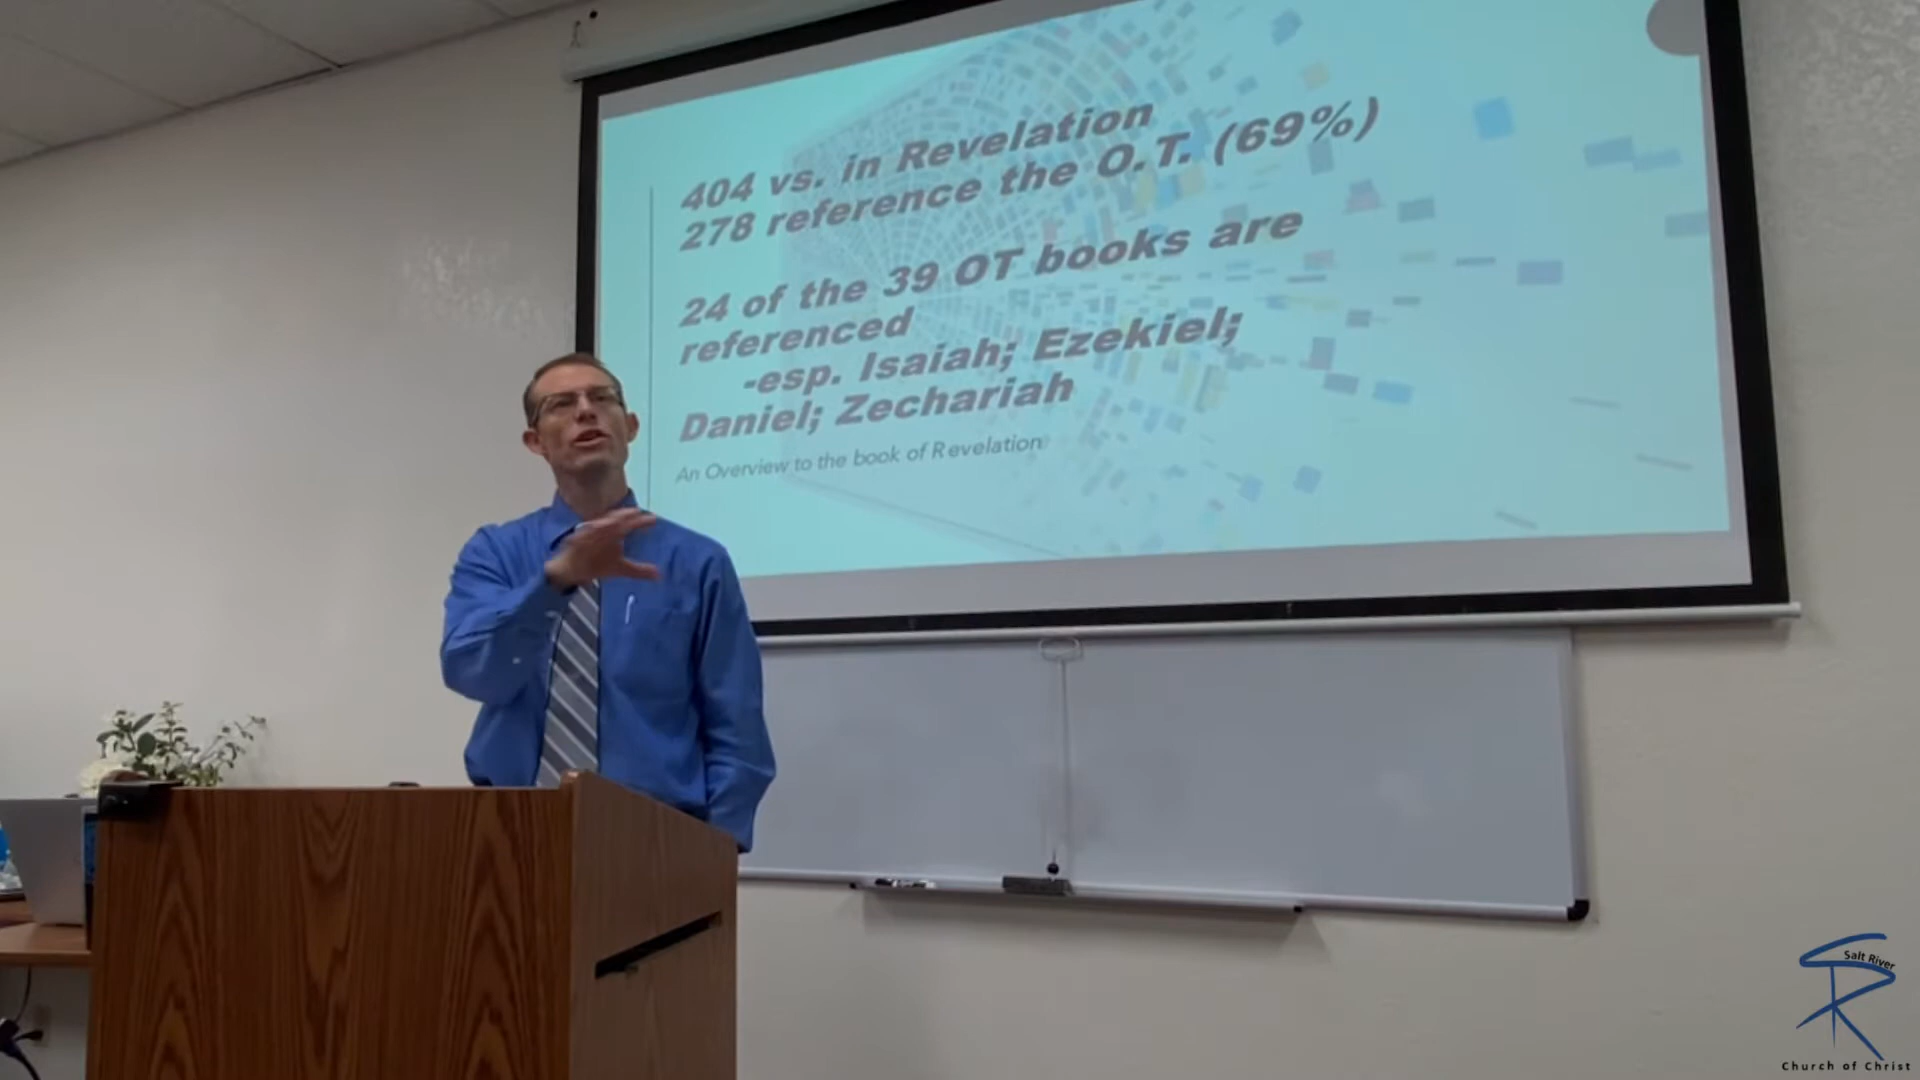 404 vs. in Revelation
278 reference the O.T. (69%)
24 of the 39 OT books are
referenced
-esp. Isaiah; Ezekiel;
Daniel; Zechariah
An Overview to the book of Revelation
Salt River
Church of Christ